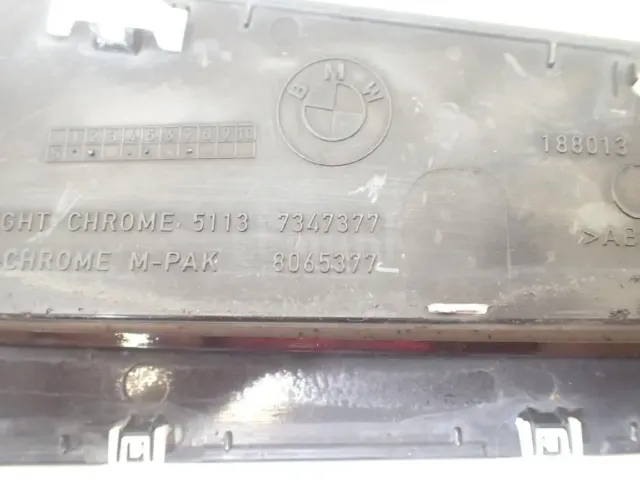 BMW
1 2 3 4 5 6 7 8 9 10
188013
GHT CHROME 5113 7347377
>AB
CHROME M-PAK 8065377